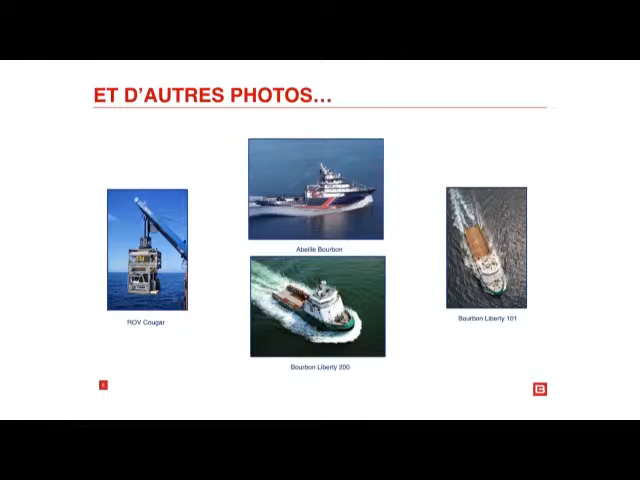 ET D'AUTRES PHOTOS…
Abeille Bourbon
ROV Cougar
Bourbon Liberty 101
Bourbon Liberty 200